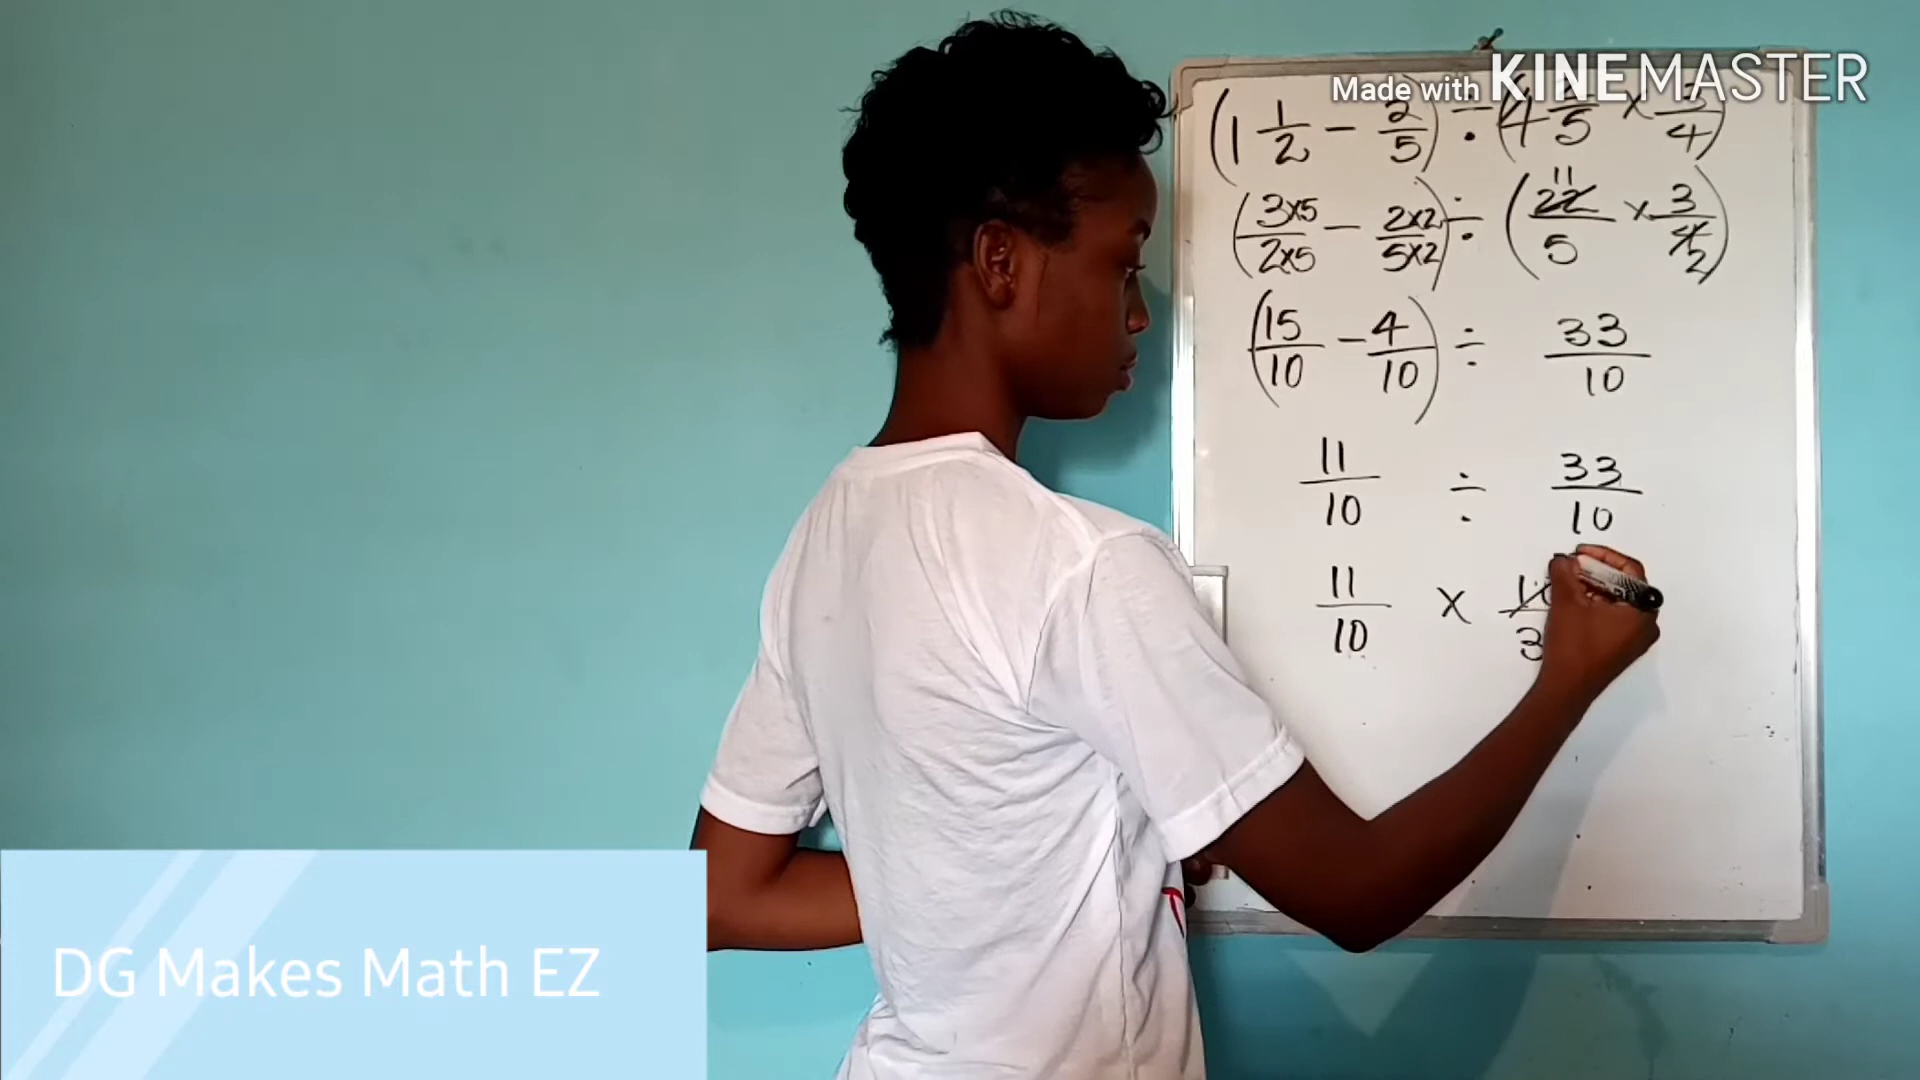 Made with KINEMASTER
(1 1/2 - 2/5) ÷ (4 2/5 × 3/4)
(3×5/2×5 - 2×2/5×2) ÷ (22/5 × 3/4) 11 2
(15/10 - 4/10) ÷ 33/10
11/10 ÷ 33/10
11/10 × 10/3
DG Makes Math EZ